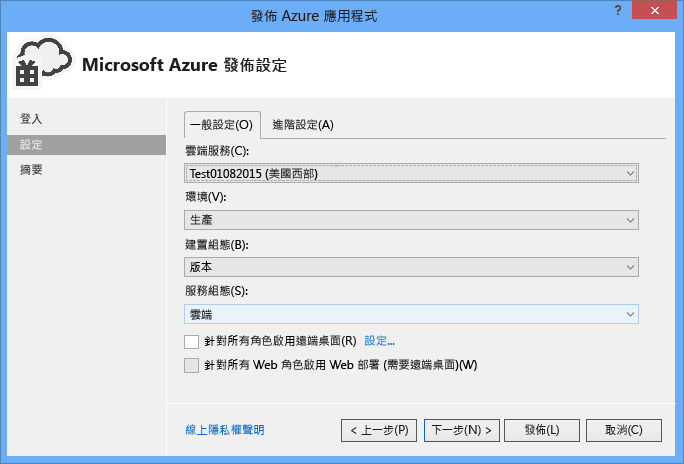 發佈 Azure 應用程式
?
Microsoft Azure 發佈設定
登入
設定
摘要
一般設定(O) 進階設定(A)
雲端服務(C):
Test01082015 (美國西部)
環境(V):
生產
建置組態(B):
版本
服務組態(S):
雲端
針對所有角色啟用遠端桌面(R) 設定...
針對所有 Web 角色啟用 Web 部署 (需要遠端桌面)(W)
線上隱私權聲明 < 上一步(P) 下一步(N) > 發佈(L) 取消(C)